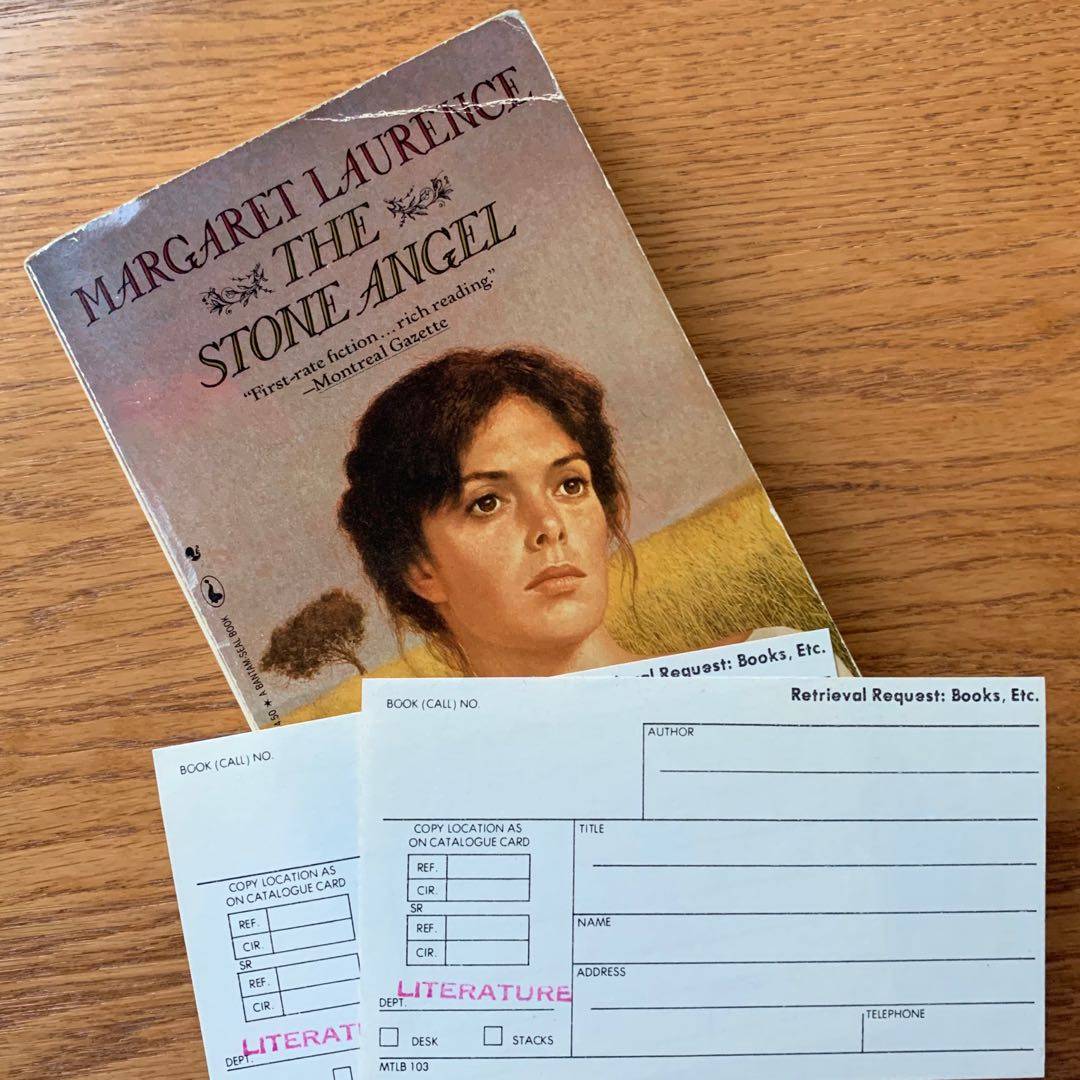 MARGARET LAURENCE
THE
STONE ANGEL
"First-rate fiction...rich reading."
—Montreal Gazette
A BANTAM-SEAL BOOK
Retrieval Request: Books, Etc.
BOOK (CALL) NO.
COPY LOCATION AS
ON CATALOGUE CARD
REF.
CIR.
SR
REF.
CIR.
LITERAT
DEPT.
BOOK (CALL) NO.
Retrieval Request: Books, Etc.
AUTHOR
COPY LOCATION AS
ON CATALOGUE CARD
REF.
CIR.
SR
REF.
CIR.
LITERATURE
DEPT.
DESK
STACKS
MTLB 103
TITLE
NAME
ADDRESS
TELEPHONE